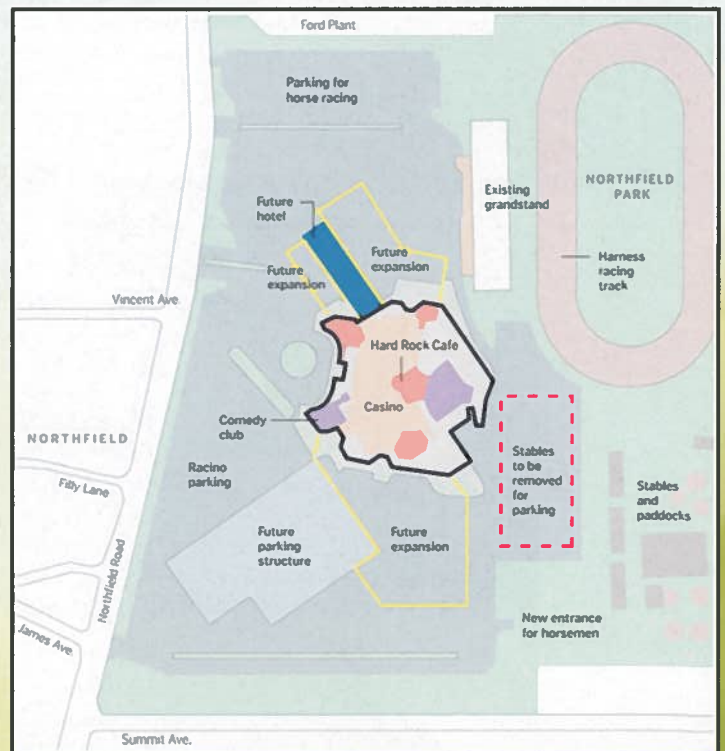 Ford Plant
Parking for
horse racing
NORTHFIELD
PARK
Existing
grandstand
Future
hotel
Future
expansion
Future
expansion
Harness
racing
track
Vincent Ave.
Hard Rock Cafe
Casino
Comedy
club
NORTHFIELD
Racino
parking
Stables
to be
removed
for
parking
Stables
and
paddocks
Filly Lane
Future
parking
structure
Future
expansion
Northfield Road
James Ave.
New entrance
for horsemen
Summit Ave.